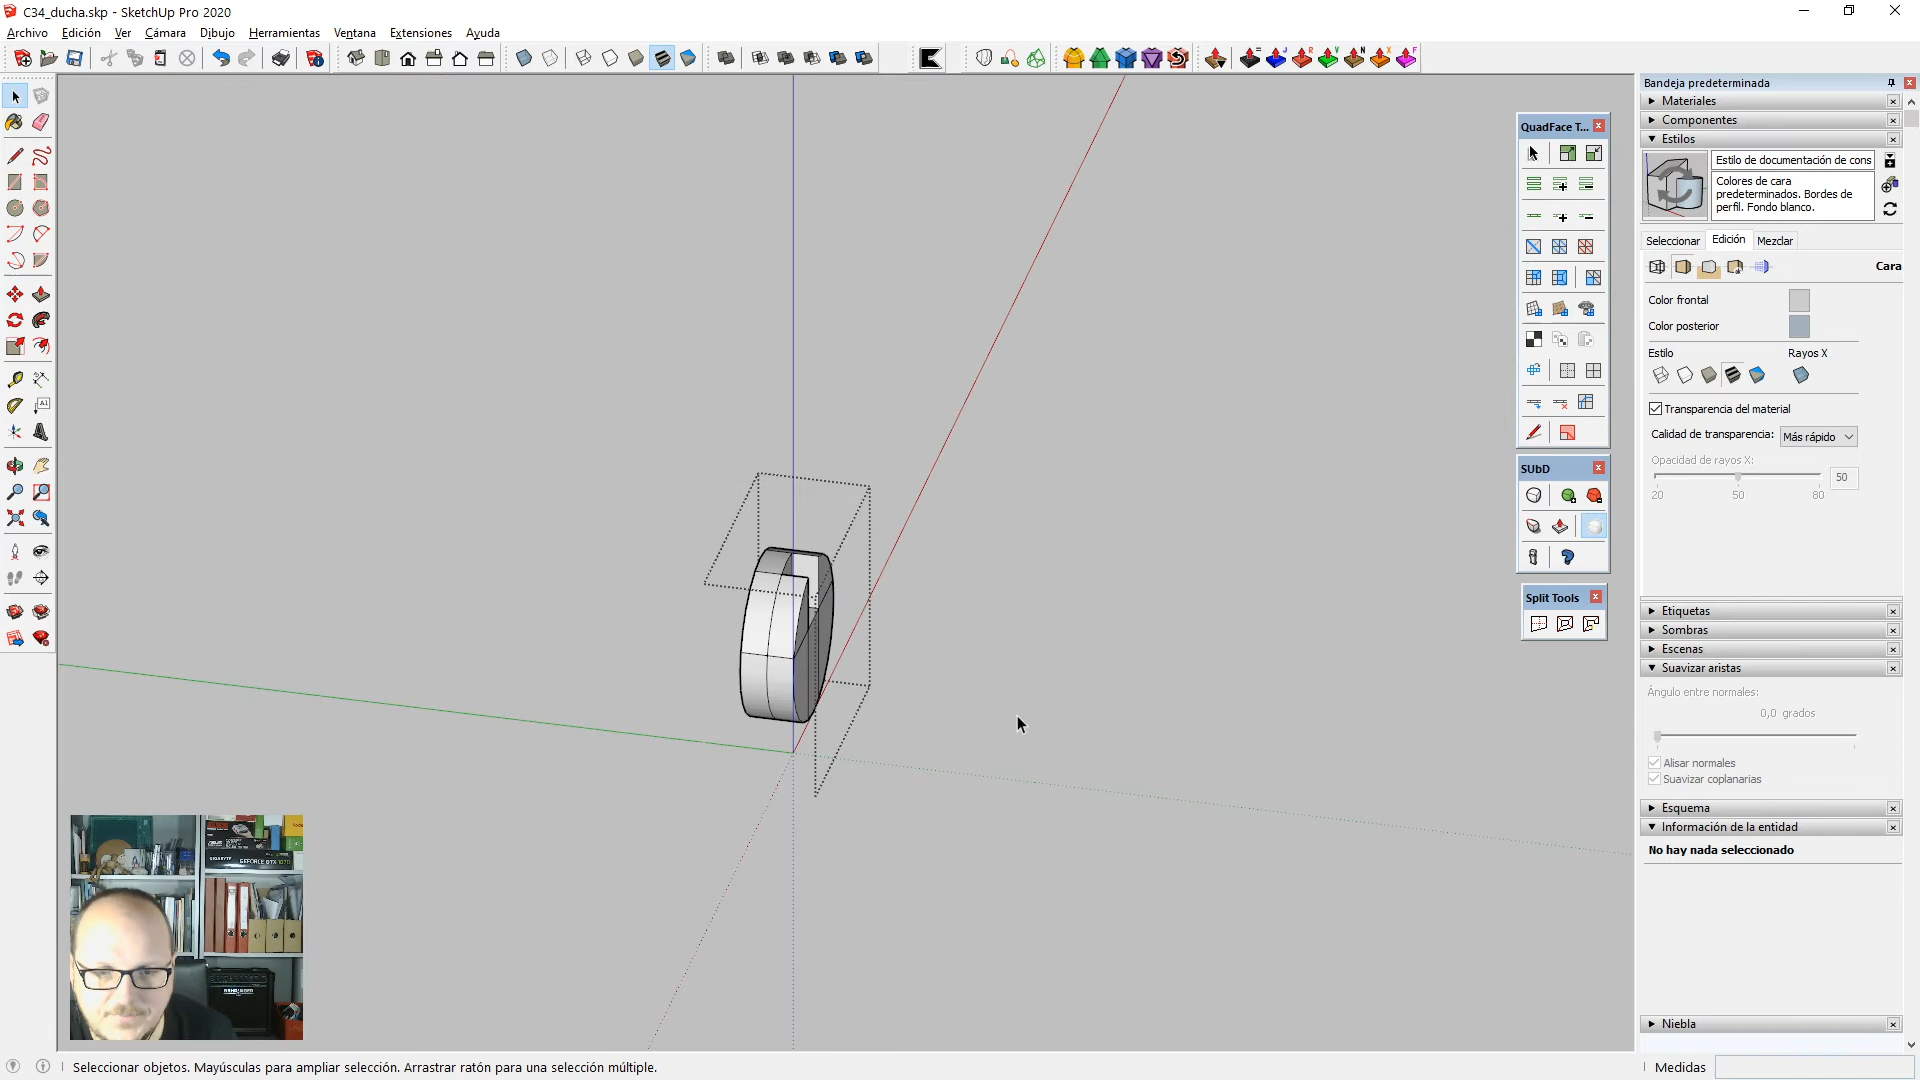 C34_ducha.skp - SketchUp Pro 2020
Archivo Edición Ver Cámara Dibujo Herramientas Ventana Extensiones Ayuda
Bandeja predeterminada
Materiales
Componentes
Estilos
Estilo de documentación de cons
Colores de cara
predeterminados. Bordes de
perfil. Fondo blanco.
Seleccionar Edición Mezclar
Cara
Color frontal
Color posterior
Estilo Rayos X
Transparencia del material
Calidad de transparencia: Más rápido
Opacidad de rayos X:
50
20 50 80
Etiquetas
Sombras
Escenas
Suavizar aristas
Ángulo entre normales:
0,0 grados
Alisar normales
Suavizar coplanarias
Esquema
Información de la entidad
No hay nada seleccionado
Niebla
QuadFace T...
SUbD
Split Tools
GIGABYTE GEFORCE GTX 1070
BEHRINGER
Seleccionar objetos. Mayúsculas para ampliar selección. Arrastrar ratón para una selección múltiple.
Medidas